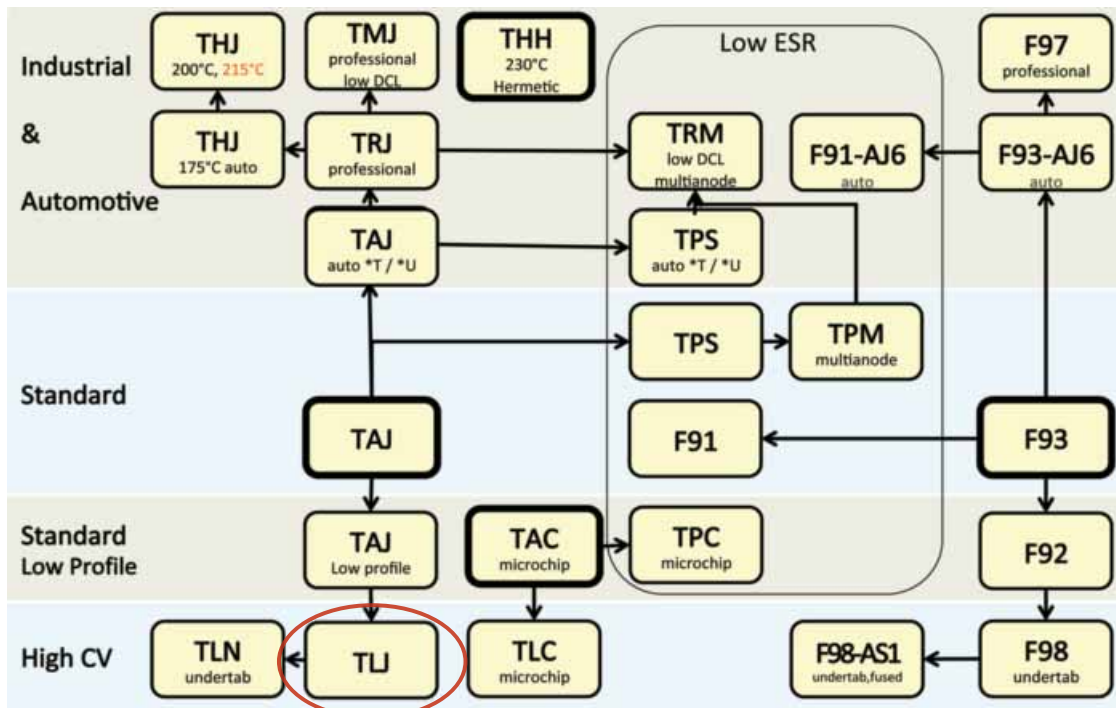 Industrial
&
Automotive
THJ
200°C, 215°C
TMJ
professional
low DCL
THH
230°C
Hermetic
Low ESR
F97
professional
THJ
175°C auto
TRJ
professional
TRM
low DCL
multianode
F91-AJ6
auto
F93-AJ6
auto
TAJ
auto *T / *U
TPS
auto *T / *U
Standard
TPS
TPM
multianode
TAJ
F91
F93
Standard
Low Profile
TAJ
Low profile
TAC
microchip
TPC
microchip
F92
High CV
TLN
undertab
TLJ
TLC
microchip
F98-AS1
undertab,fused
F98
undertab